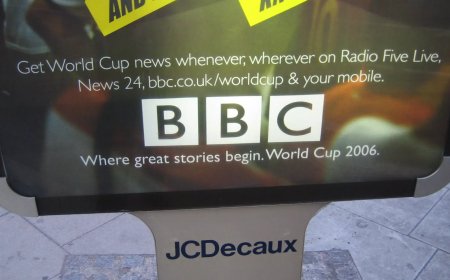 AND
Get World Cup news whenever, wherever on Radio Five Live,
News 24, bbc.co.uk/worldcup & your mobile.
BBC
Where great stories begin. World Cup 2006.
JCDecaux